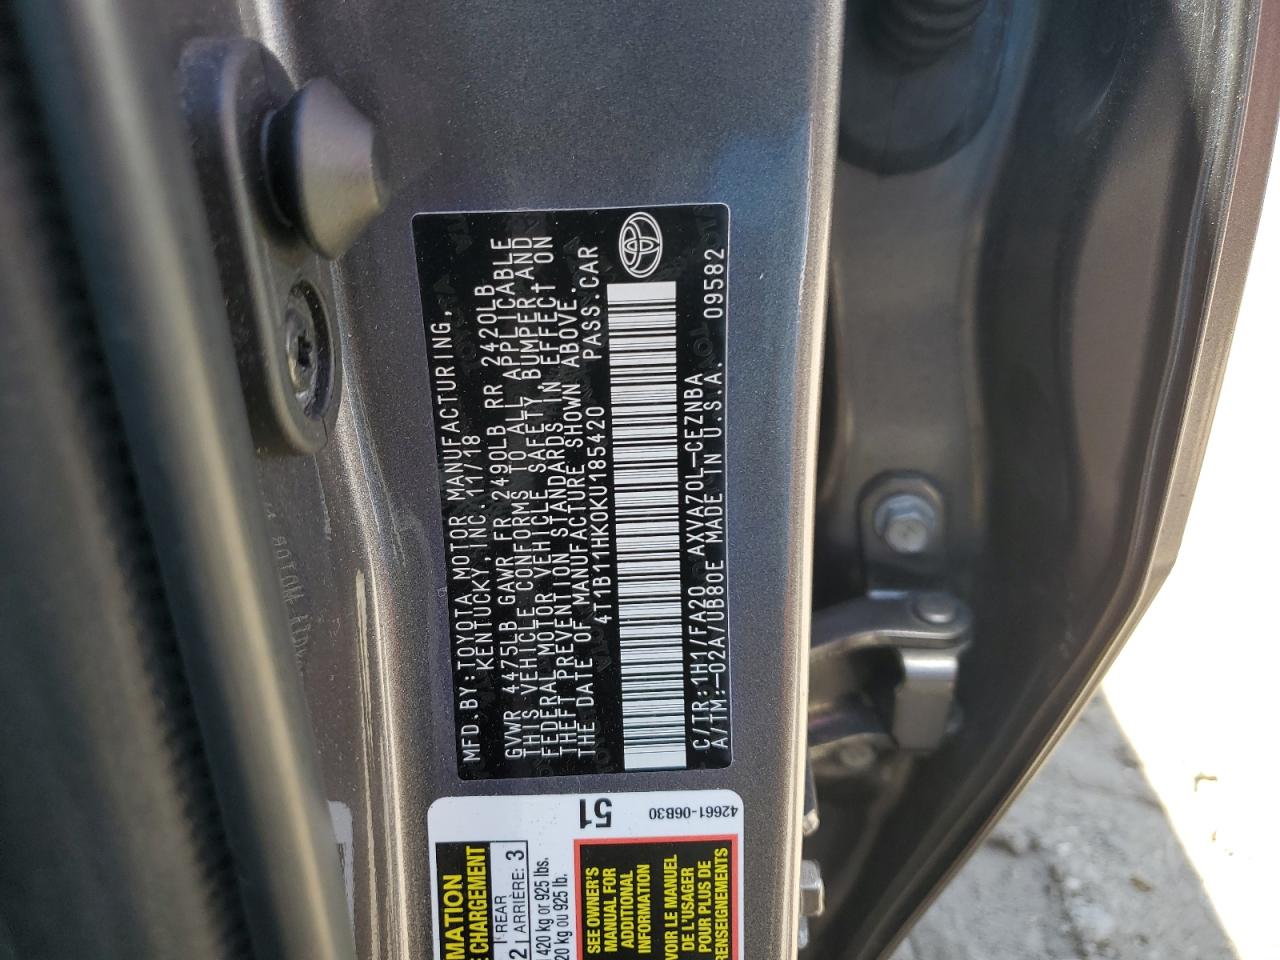 MFD.BY:TOYOTA MOTOR MANUFACTURING,
KENTUCKY,INC. 11/18
GVWR 4475LB GAWR FR 2490LB RR 2420LB
THIS VEHICLE CONFORMS TO ALL APPLICABLE
FEDERAL MOTOR VEHICLE SAFETY,BUMPER,AND
THEFT PREVENTION STANDARDS IN EFFECT ON
THE DATE OF MANUFACTURE SHOWN ABOVE.
4T1B11HK0KU185420 PASS.CAR
C/TR:1H1/FA20 AXVA70L-CEZNBA
A/TM:-02A/UB80E MADE IN U.S.A. 09582
MATION
CHARGEMENT
2 REAR
ARRIÈRE: 3
420 kg or 925 lbs.
20 kg ou 925 lb.
51
SEE OWNER'S
MANUAL FOR
ADDITIONAL
INFORMATION
VOIR LE MANUEL
DE L'USAGER
POUR PLUS DE
RENSEIGNEMENTS
42661-06B30